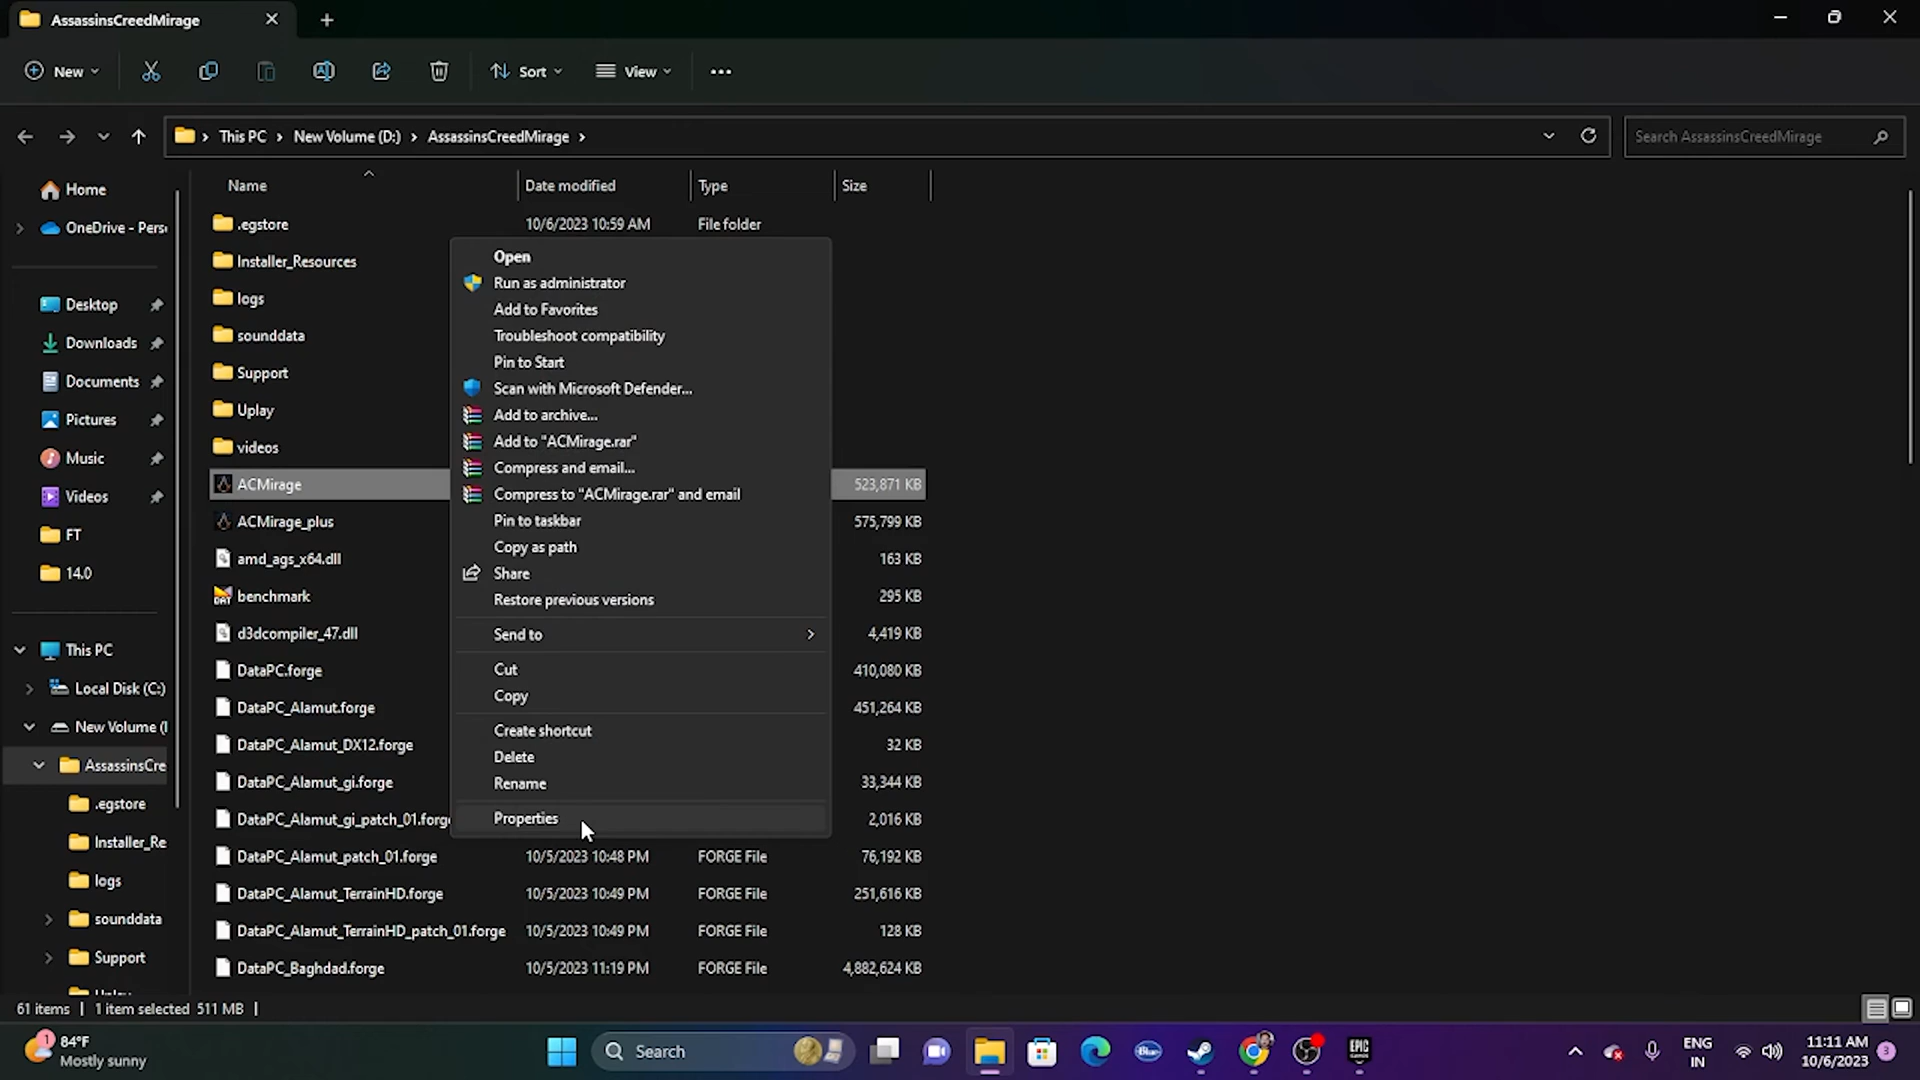 AssassinsCreedMirage
New
Sort
View
This PC
New Volume (D:)
AssassinsCreedMirage
Search AssassinsCreedMirage
Home
OneDrive - Pers
Desktop
Downloads
Documents
Pictures
Music
Videos
FT
14.0
This PC
Local Disk (C:)
New Volume (
AssassinsCre
.egstore
Installer_Re
logs
sounddata
Support
Uplay
Name
Date modified
Type
Size
.egstore
10/6/2023 10:59 AM
File folder
Installer_Resources
logs
sounddata
Support
Uplay
videos
ACMirage
523,871 KB
ACMirage_plus
575,799 KB
amd_ags_x64.dll
163 KB
benchmark
295 KB
d3dcompiler_47.dll
4,419 KB
DataPC.forge
410,080 KB
DataPC_Alamut.forge
451,264 KB
DataPC_Alamut_DX12.forge
32 KB
DataPC_Alamut_gi.forge
33,344 KB
DataPC_Alamut_gi_patch_01.forge
2,016 KB
DataPC_Alamut_patch_01.forge
10/5/2023 10:48 PM
FORGE File
76,192 KB
DataPC_Alamut_TerrainHD.forge
10/5/2023 10:49 PM
FORGE File
251,616 KB
DataPC_Alamut_TerrainHD_patch_01.forge
10/5/2023 10:49 PM
FORGE File
128 KB
DataPC_Baghdad.forge
10/5/2023 11:19 PM
FORGE File
4,882,624 KB
Open
Run as administrator
Add to Favorites
Troubleshoot compatibility
Pin to Start
Scan with Microsoft Defender...
Add to archive...
Add to "ACMirage.rar"
Compress and email...
Compress to "ACMirage.rar" and email
Pin to taskbar
Copy as path
Share
Restore previous versions
Send to
Cut
Copy
Create shortcut
Delete
Rename
Properties
61 items
1 item selected 511 MB
1
84°F
Mostly sunny
Search
Blue
EPIC
GAMES
ENG
IN
11:11 AM
10/6/2023
3